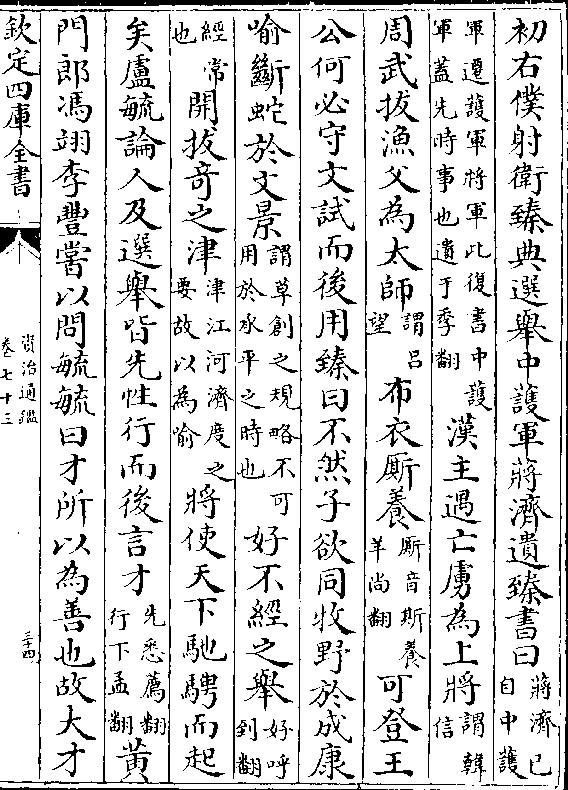 初右僕射衛臻典選舉中護軍蔣濟遺臻書曰蔣濟已自中護
軍遷護軍將軍此復書中護軍蓋先時事也遺于季翻漢主遇亡虜為上將謂韓信
周武拔漁父為太師謂呂望布衣厮養厮音斯養羊尚翻可登王
公何必守文試而後用臻曰不然子欲同牧野於成康
喻斷蛇於文景謂草創之規略不可用於承平之時也好不經之舉好呼到翻
經常也開拔奇之津津江河濟度之要故以為喻將使天下馳騁而起
矣盧毓論人及選舉皆先性行而後言才先悉薦翻行下孟翻黃
門郎馮翊李豐嘗以問毓毓曰才所以為善也故大才
欽定四庫全書
資治通鑑
卷七十三
三十四